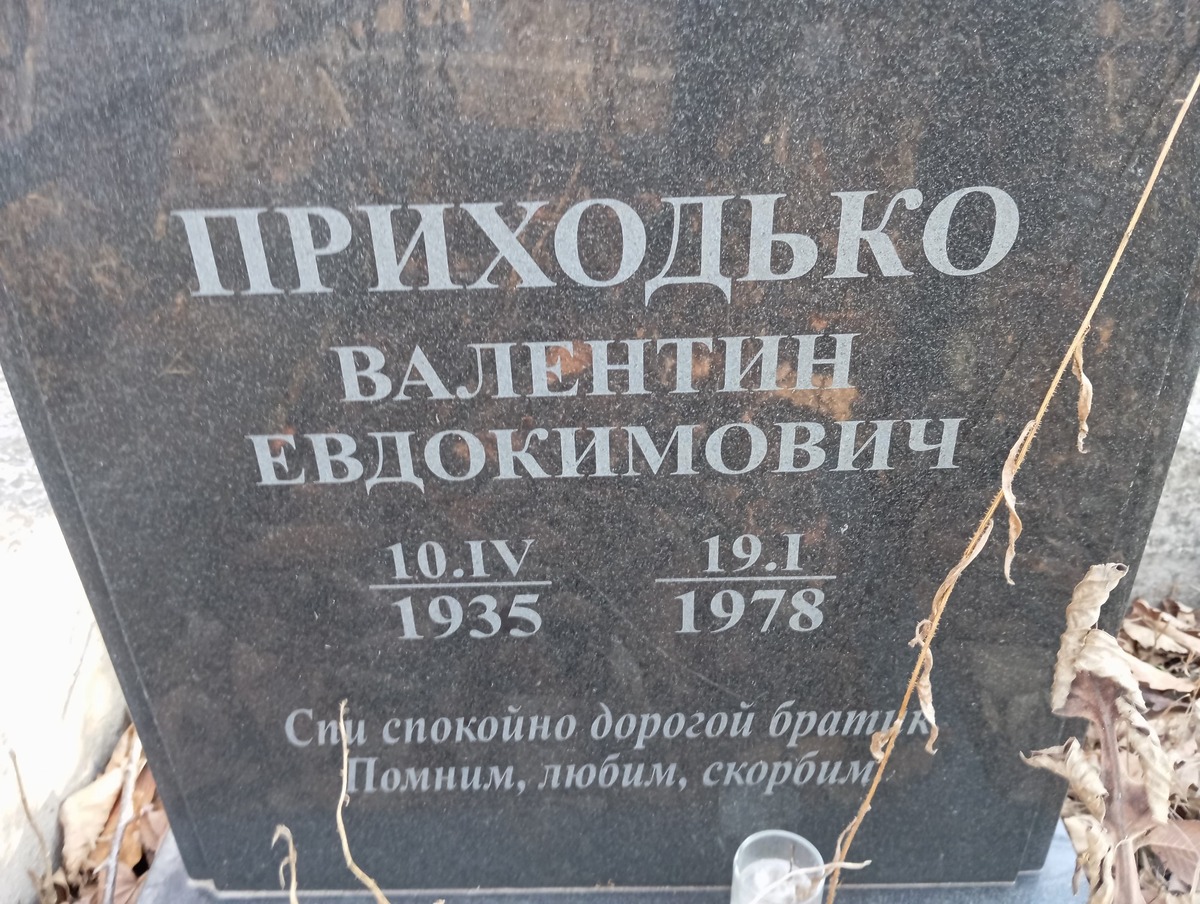 ПРИХОДЬКО
ВАЛЕНТИН
ЕВДОКИМОВИЧ
10.IV 19.I
1935 1978
Спи спокойно дорогой братик
Помним, любим, скорбим